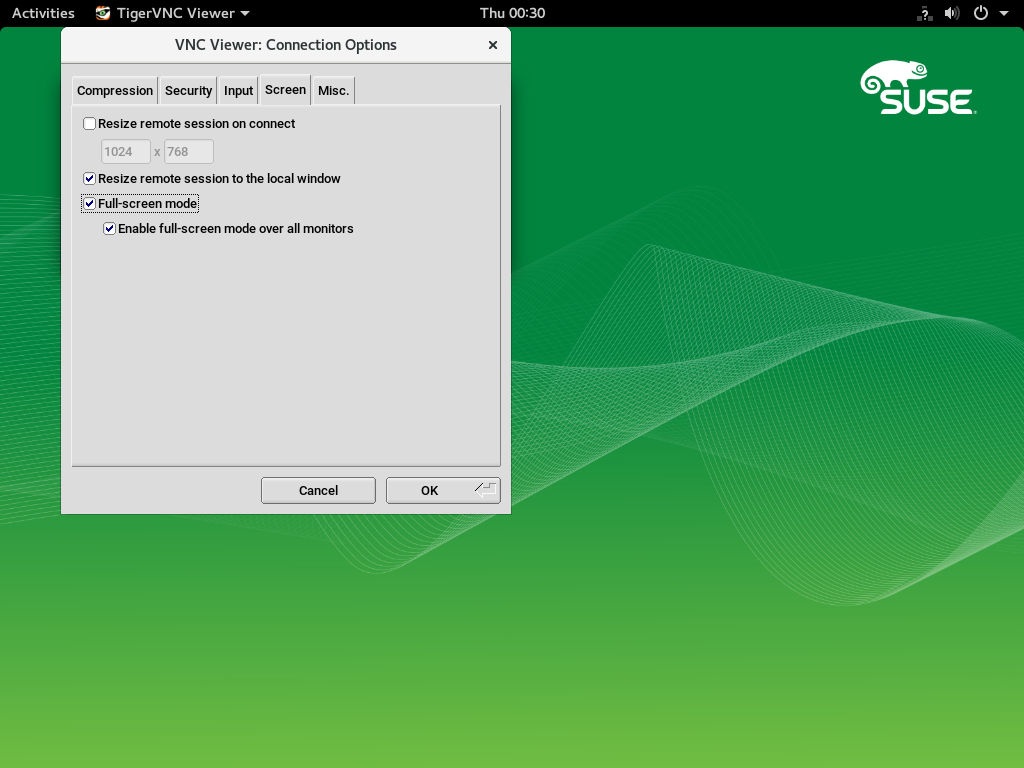 Activities TigerVNC Viewer Thu 00:30 ?
VNC Viewer: Connection Options
Compression Security Input Screen Misc.
Resize remote session on connect
1024 x 768
Resize remote session to the local window
Full-screen mode
Enable full-screen mode over all monitors
Cancel OK
SUSE